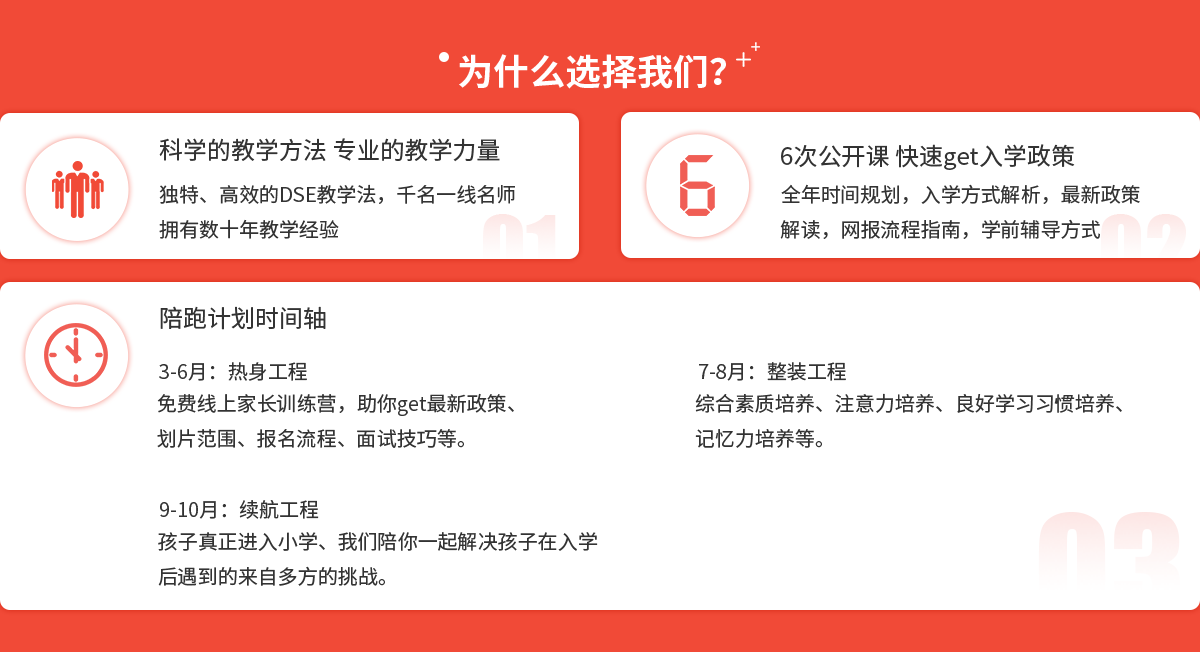 为什么选择我们?
科学的教学方法 专业的教学力量
独特、高效的DSE教学法，千名一线名师
拥有数十年教学经验
01
6
6次公开课 快速get入学政策
全年时间规划，入学方式解析，最新政策
解读，网报流程指南，学前辅导方式
02
陪跑计划时间轴
3-6月：热身工程
免费线上家长训练营，助你get最新政策、
划片范围、报名流程、面试技巧等。
7-8月：整装工程
综合素质培养、注意力培养、良好学习习惯培养、
记忆力培养等。
9-10月：续航工程
孩子真正进入小学、我们陪你一起解决孩子在入学
后遇到的来自多方的挑战。
03